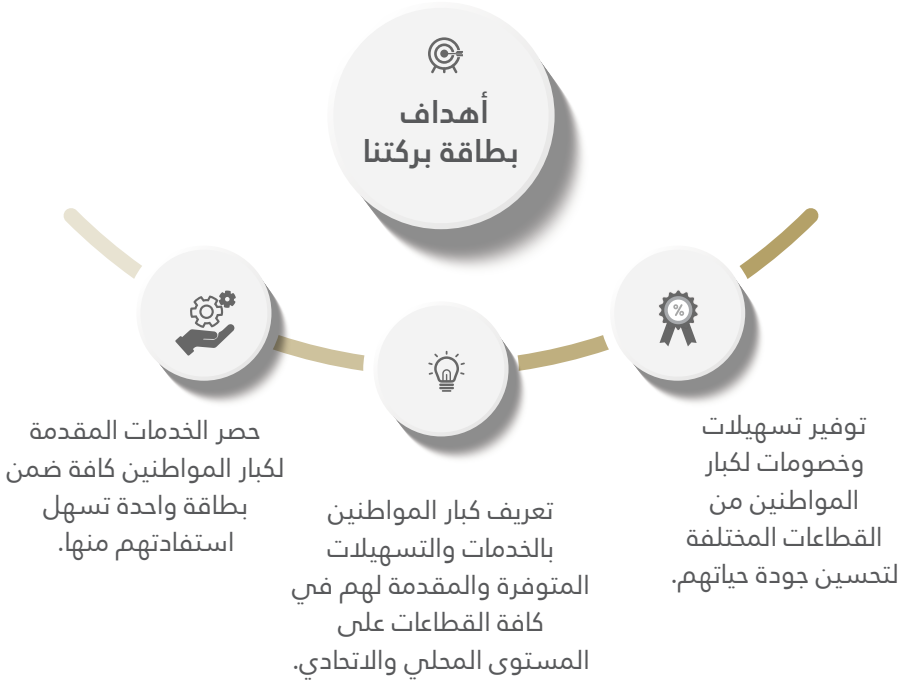 أهداف
بطاقة بركتنا
%
توفير تسهيلات
وخصومات لكبار
المواطنين من
القطاعات المختلفة
لتحسين جودة حياتهم.
تعريف كبار المواطنين
بالخدمات والتسهيلات
المتوفرة والمقدمة لهم في
كافة القطاعات على
المستوى المحلي والاتحادي.
حصر الخدمات المقدمة
لكبار المواطنين كافة ضمن
بطاقة واحدة تسهل
استفادتهم منها.